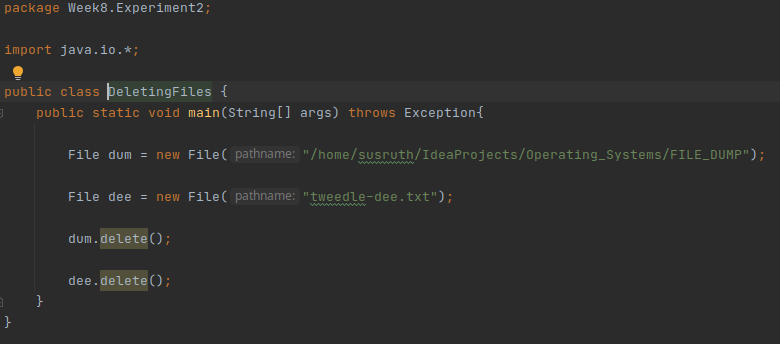 package Week8.Experiment2;
import java.io.*;
public class DeletingFiles {
public static void main(String[] args) throws Exception{
File dum = new File( pathname: "/home/susruth/IdeaProjects/Operating_Systems/FILE_DUMP");
File dee = new File( pathname: "tweedle-dee.txt");
dum.delete();
dee.delete();
}
}